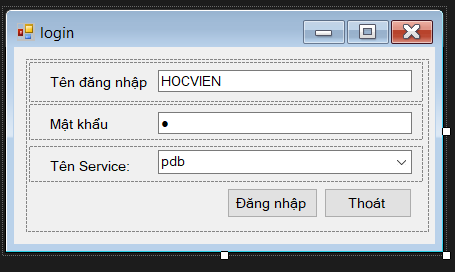 login
Tên đăng nhập HOCVIEN
Mật khẩu ●
Tên Service: pdb
Đăng nhập Thoát